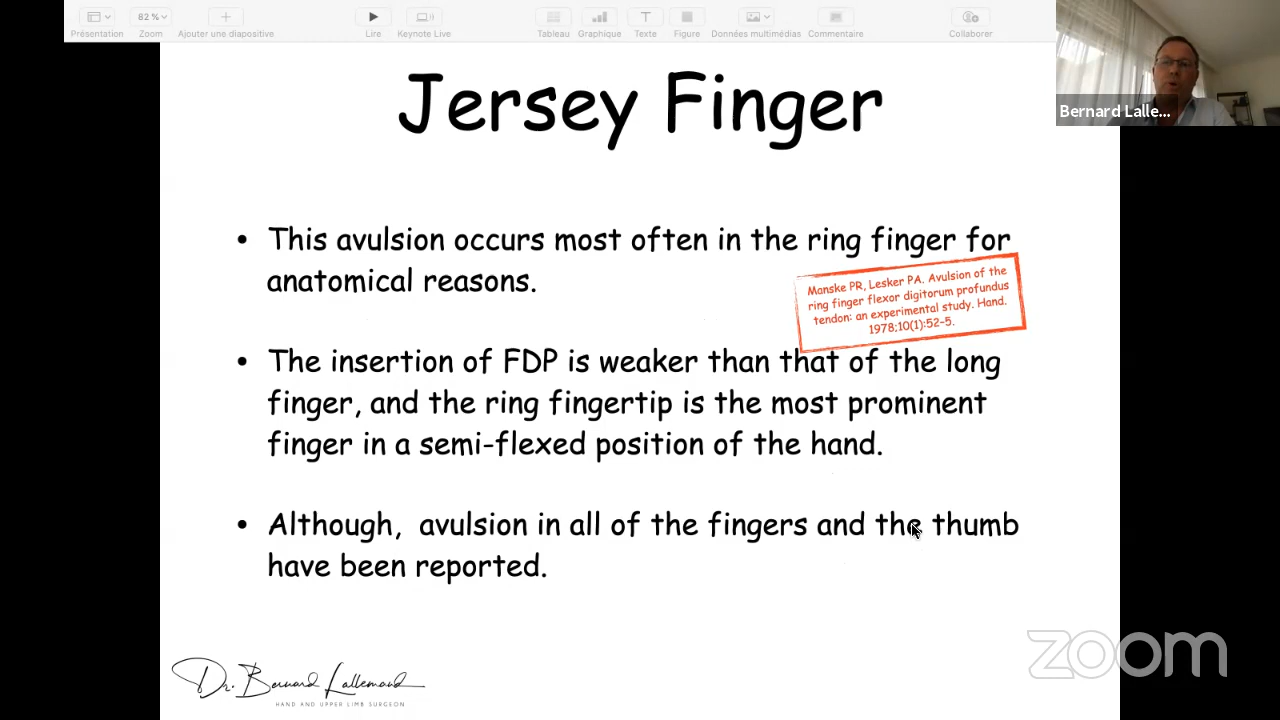 Présentation
82 %
Zoom
Ajouter une diapositive
Lire
Keynote Live
Tableau
Graphique
Texte
Figure
Données multimédias
Commentaire
Collaborer
Bernard Lalle...
Jersey Finger
• This avulsion occurs most often in the ring finger for
anatomical reasons.
Manske PR, Lesker PA. Avulsion of the
ring finger flexor digitorum profundus
tendon: an experimental study. Hand.
1978;10(1):52-5.
• The insertion of FDP is weaker than that of the long
finger, and the ring fingertip is the most prominent
finger in a semi-flexed position of the hand.
• Although, avulsion in all of the fingers and the thumb
have been reported.
Dr. Bernard Lallemand
HAND AND UPPER LIMB SURGEON
zoom